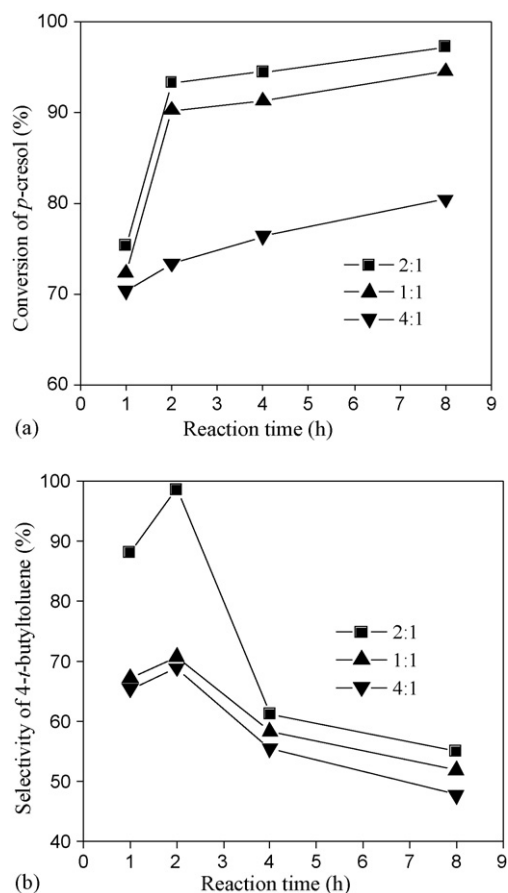 100
90
80
70
60
Conversion of p-cresol (%)
2:1
1:1
4:1
0 1 2 3 4 5 6 7 8 9
(a)
Reaction time (h)
100
90
80
70
60
50
40
Selectivity of 4-t-butyltoluene (%)
2:1
1:1
4:1
0 1 2 3 4 5 6 7 8 9
(b)
Reaction time (h)